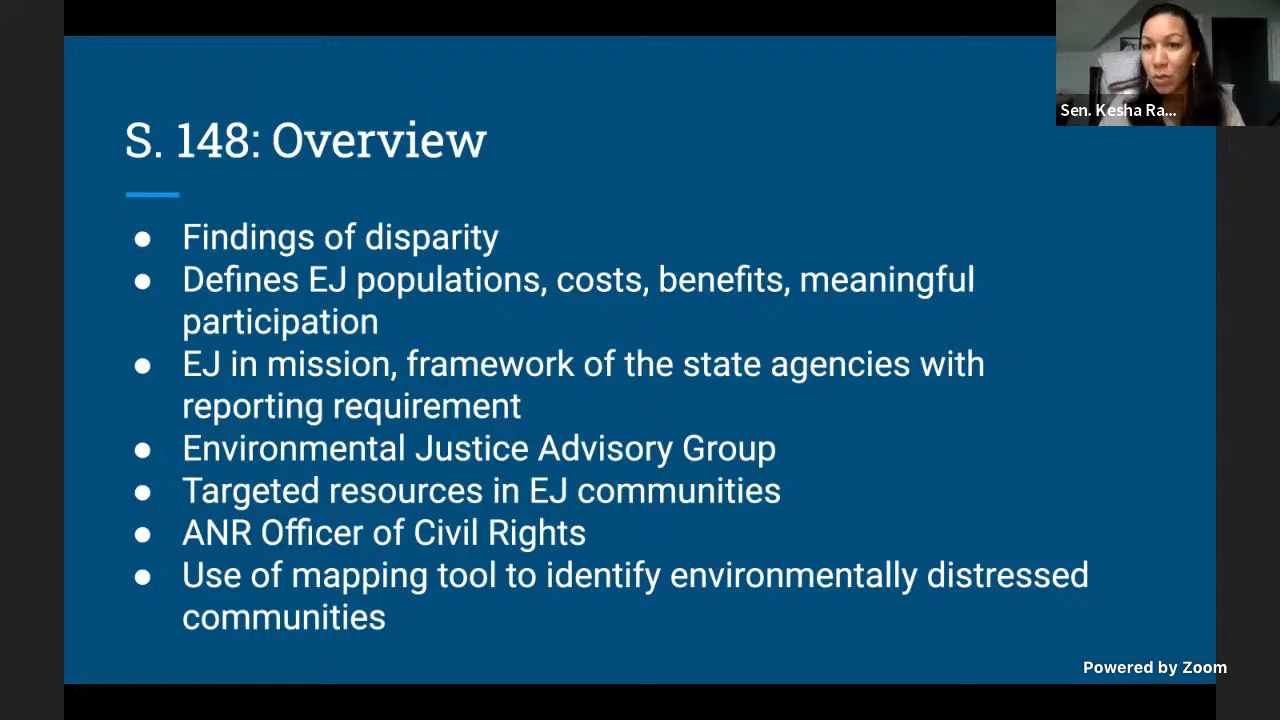 Sen. Kesha Ra...
S. 148: Overview
● Findings of disparity
● Defines EJ populations, costs, benefits, meaningful
participation
● EJ in mission, framework of the state agencies with
reporting requirement
● Environmental Justice Advisory Group
● Targeted resources in EJ communities
● ANR Officer of Civil Rights
● Use of mapping tool to identify environmentally distressed
communities
Powered by Zoom